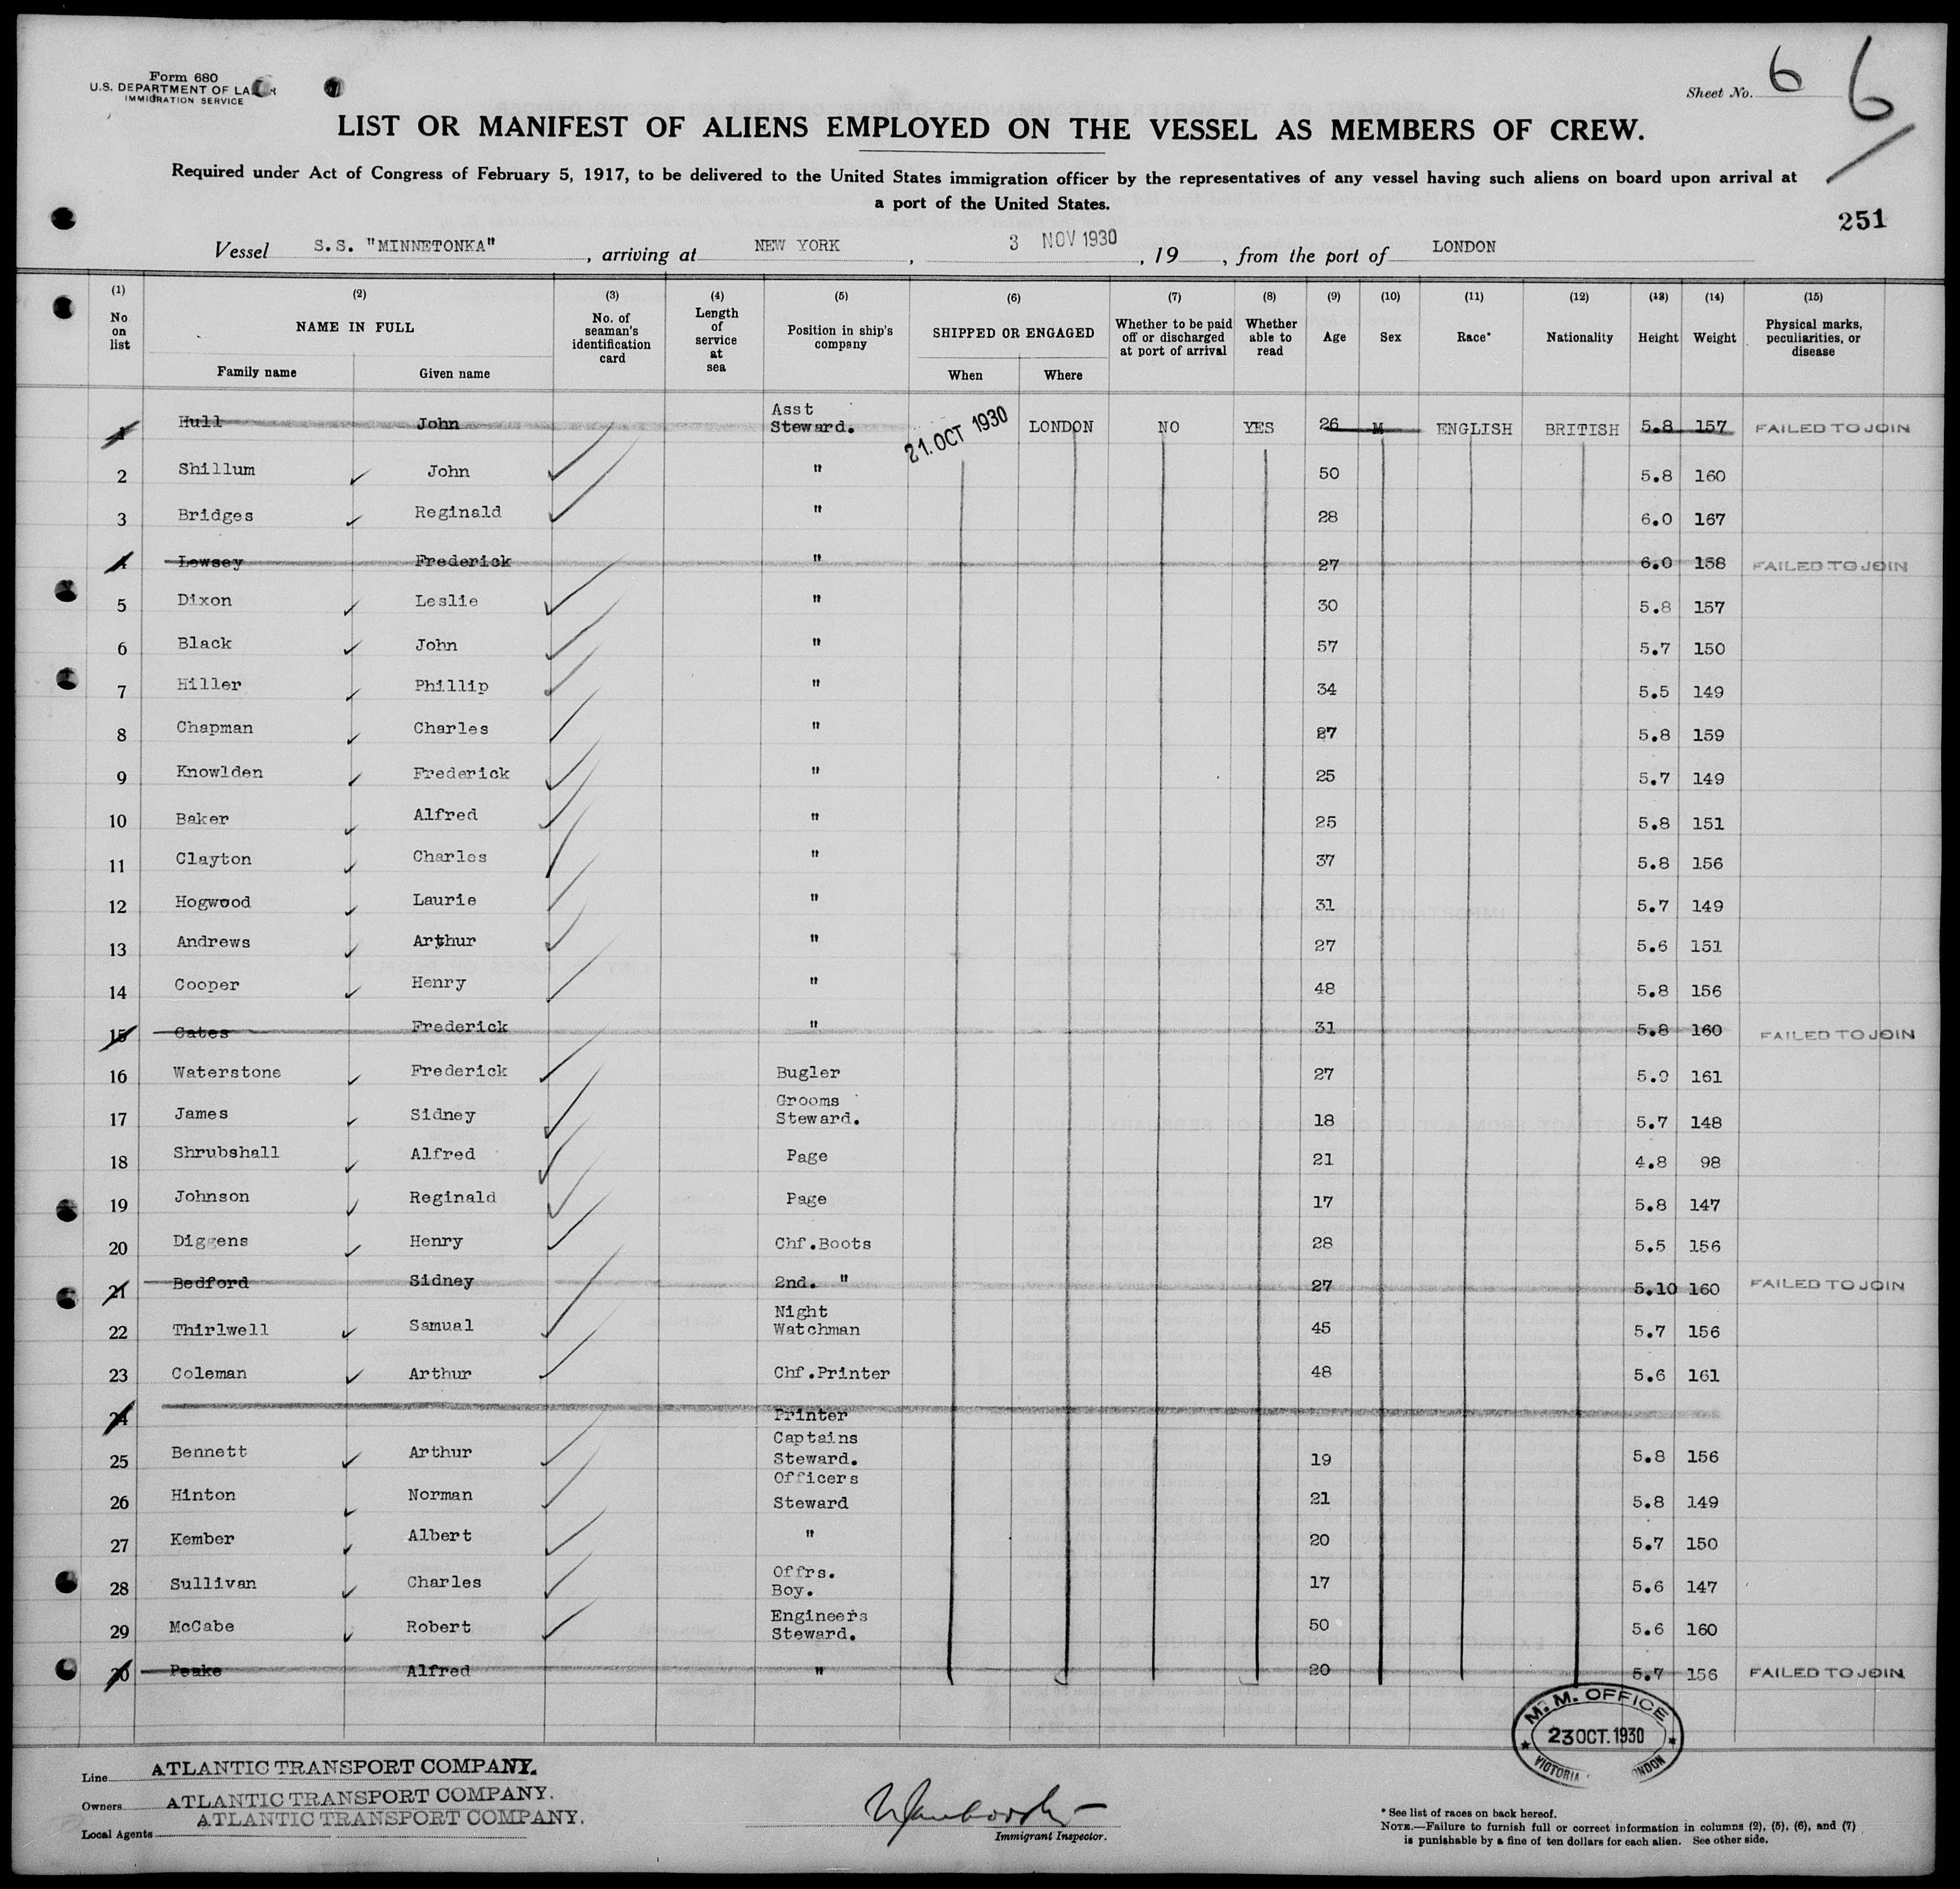 Form 680
U.S. DEPARTMENT OF LABOR
IMMIGRATION SERVICE
Sheet No. 6
6
LIST OR MANIFEST OF ALIENS EMPLOYED ON THE VESSEL AS MEMBERS OF CREW.
Required under Act of Congress of February 5, 1917, to be delivered to the United States immigration officer by the representatives of any vessel having such aliens on board upon arrival at
a port of the United States.
251
Vessel S.S. "MINNETONKA", arriving at NEW YORK, 3 NOV 1930, 19, from the port of LONDON
(1) (2) (3) (4) (5) (6) (7) (8) (9) (10) (11) (12) (13) (14) (15)
No on list NAME IN FULL No. of seaman's identification card Length of service at sea Position in ship's company SHIPPED OR ENGAGED Whether to be paid off or discharged at port of arrival Whether able to read Age Sex Race* Nationality Height Weight Physical marks, peculiarities, or disease
Family name Given name When Where
1 Hull John Asst Steward. 21.OCT 1930 LONDON NO YES 26 M ENGLISH BRITISH 5.8 157 FAILED TO JOIN
2 Shillum John " 50 5.8 160
3 Bridges Reginald " 28 6.0 167
4 Lowsey Frederick " 27 6.0 158 FAILED TO JOIN
5 Dixon Leslie " 30 5.8 157
6 Black John " 57 5.7 150
7 Hiller Phillip " 34 5.5 149
8 Chapman Charles " 27 5.8 159
9 Knowlden Frederick " 25 5.7 149
10 Baker Alfred " 25 5.8 151
11 Clayton Charles " 37 5.8 156
12 Hogwood Laurie " 31 5.7 149
13 Andrews Arthur " 27 5.6 151
14 Cooper Henry " 48 5.8 156
15 Cates Frederick " 31 5.8 160 FAILED TO JOIN
16 Waterstone Frederick Bugler 27 5.9 161
17 James Sidney Grooms Steward. 18 5.7 148
18 Shrubshall Alfred Page 21 4.8 98
19 Johnson Reginald Page 17 5.8 147
20 Diggens Henry Chf.Boots 28 5.5 156
21 Bedford Sidney 2nd. " 27 5.10 160 FAILED TO JOIN
22 Thirlwell Samual Night Watchman 45 5.7 156
23 Coleman Arthur Chf.Printer 48 5.6 161
24 Printer
25 Bennett Arthur Captains Steward. 19 5.8 156
26 Hinton Norman Officers Steward 21 5.8 149
27 Kember Albert " 20 5.7 150
28 Sullivan Charles Offrs. Boy. 17 5.6 147
29 McCabe Robert Engineers Steward. 50 5.6 160
30 Peake Alfred " 20 5.7 156 FAILED TO JOIN
M.M. OFFICE
23 OCT. 1930
VICTORIA
Line ATLANTIC TRANSPORT COMPANY.
Owners ATLANTIC TRANSPORT COMPANY.
Local Agents ATLANTIC TRANSPORT COMPANY.
Immigrant Inspector.
* See list of races on back hereof.
NOTE.—Failure to furnish full or correct information in columns (2), (5), (6), and (7)
is punishable by a fine of ten dollars for each alien. See other side.